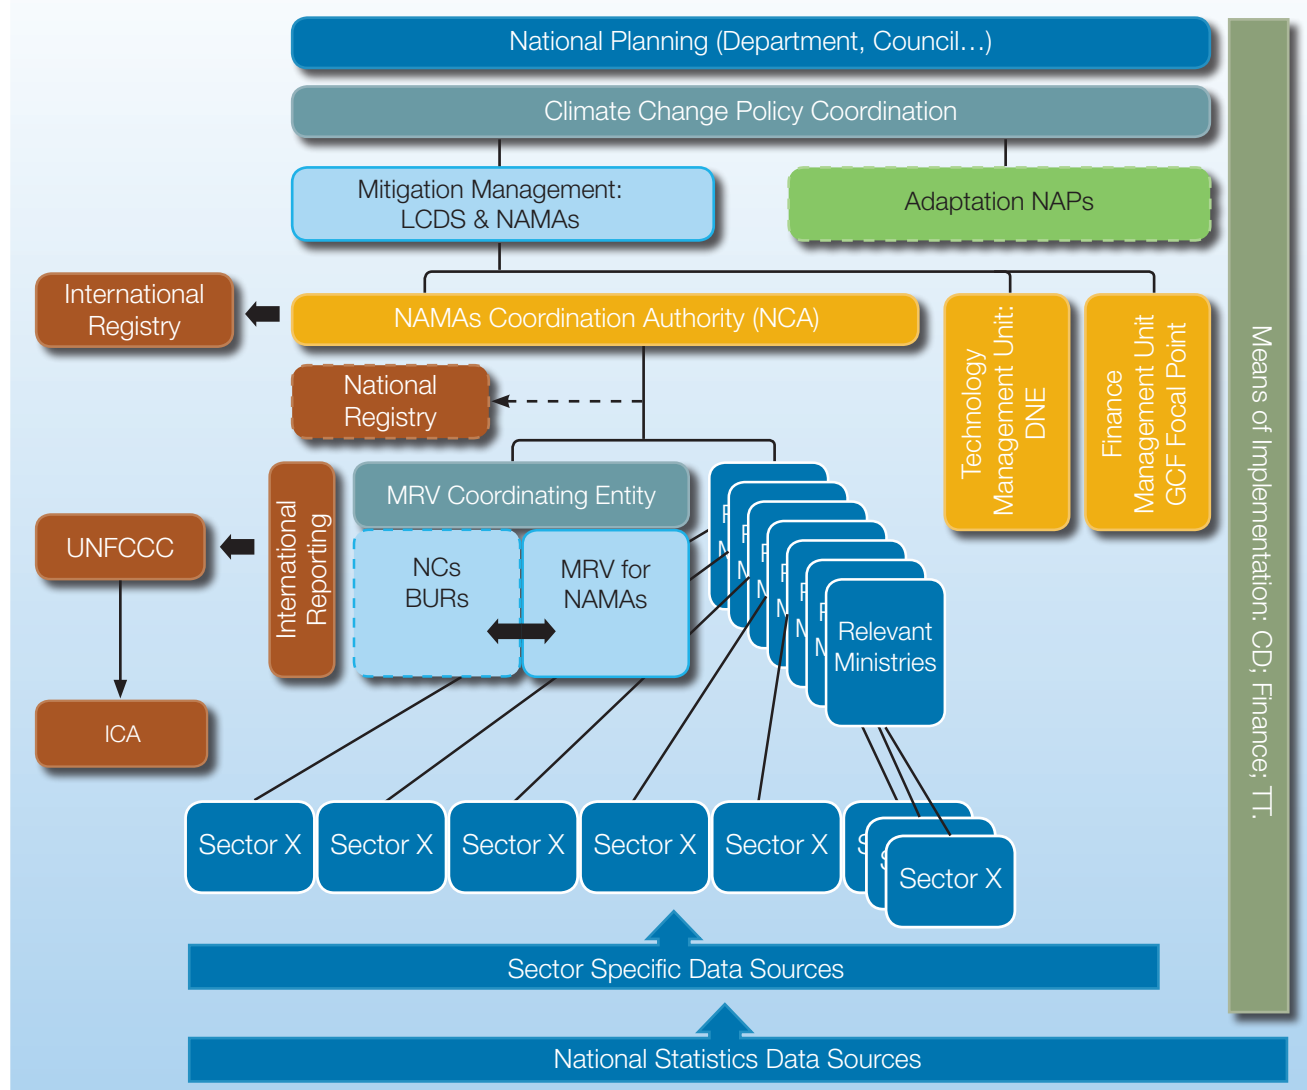 National Planning (Department, Council…)
Climate Change Policy Coordination
Mitigation Management:
LCDS & NAMAs
Adaptation NAPs
International
Registry
NAMAs Coordination Authority (NCA)
Technology
Management Unit:
DNE
Finance
Management Unit
GCF Focal Point
National
Registry
MRV Coordinating Entity
International
Reporting
UNFCCC
NCs
BURs
MRV for
NAMAs
Relevant
Ministries
ICA
Sector X
Sector X
Sector X
Sector X
Sector X
Sector X
Sector Specific Data Sources
National Statistics Data Sources
Means of Implementation: CD; Finance; TT.